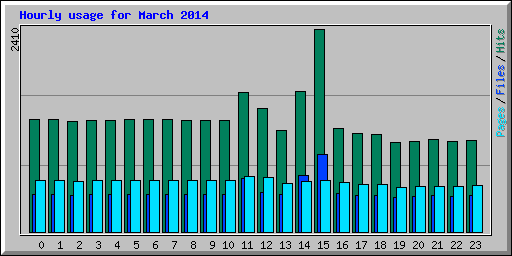 Hourly usage for March 2014
2410
Pages/Files/Hits
0 1 2 3 4 5 6 7 8 9 10 11 12 13 14 15 16 17 18 19 20 21 22 23